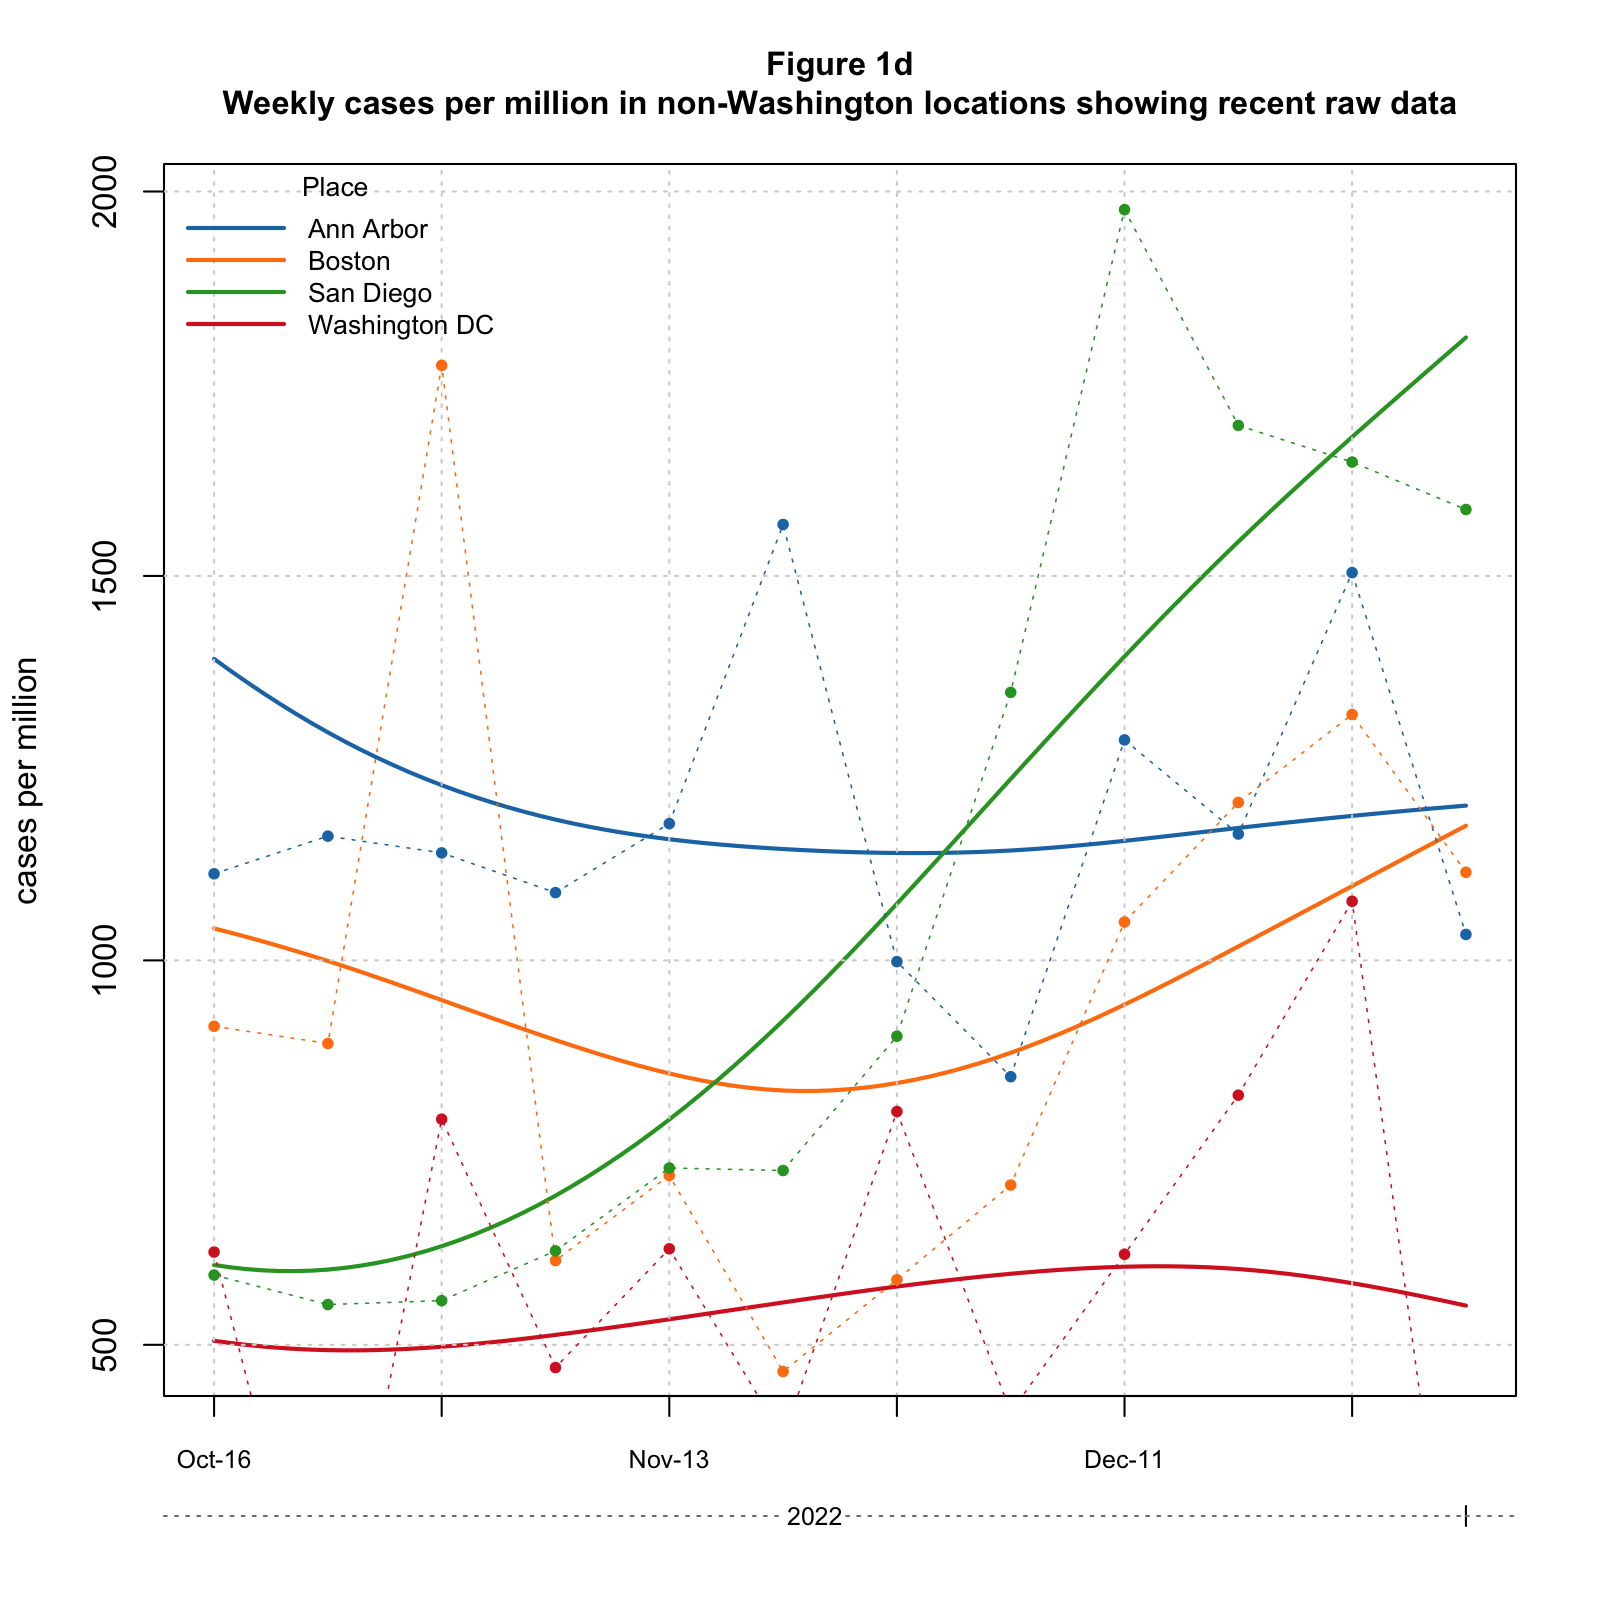 Figure 1d
Weekly cases per million in non-Washington locations showing recent raw data
Place
Ann Arbor
Boston
San Diego
Washington DC
cases per million
2000
1500
1000
500
Oct-16
Nov-13
Dec-11
2022